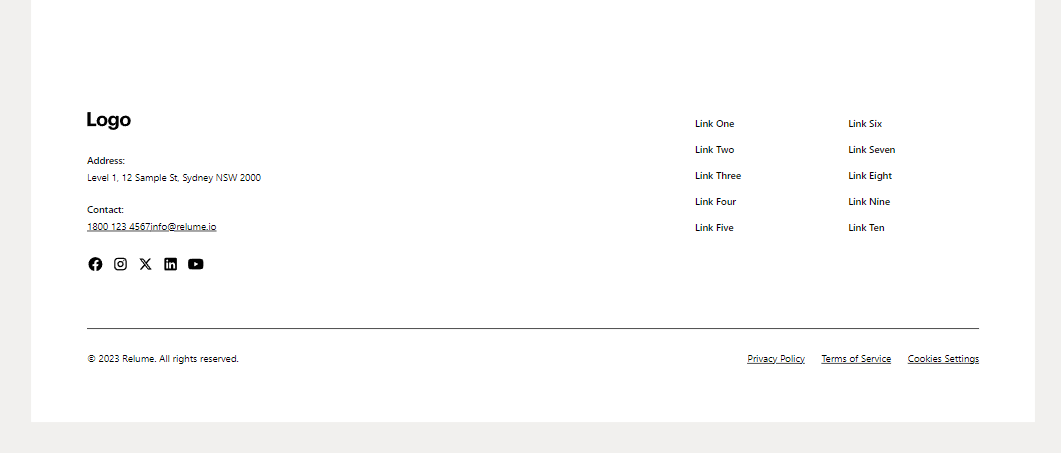 Logo
Address:
Level 1, 12 Sample St, Sydney NSW 2000
Contact:
1800 123 4567info@relume.io
Link One
Link Two
Link Three
Link Four
Link Five
Link Six
Link Seven
Link Eight
Link Nine
Link Ten
© 2023 Relume. All rights reserved.
Privacy Policy
Terms of Service
Cookies Settings